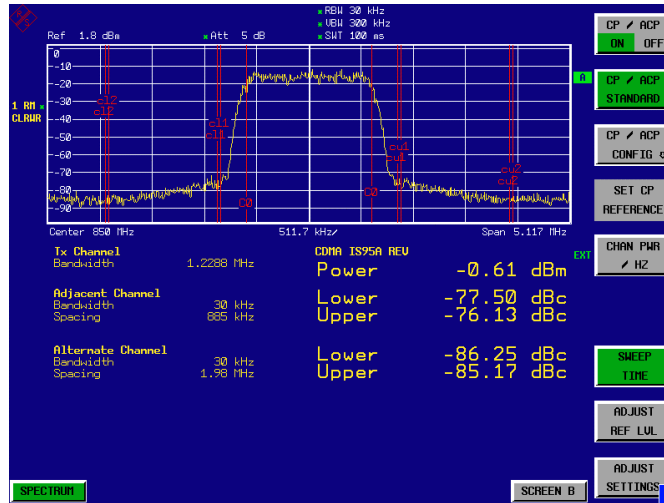 * RBW 30 kHz
* VBW 300 kHz
Ref 1.8 dBm * Att 5 dB * SWT 100 ms
0
-10
-20
-30
-40
-50
-60
-70
-80
-90
A
1 RM *
CLRWR
cl2
cl2
cl1
cl1
C0
C0
cu1
cu1
cu2
cu2
Center 850 MHz 511.7 kHz/ Span 5.117 MHz
Tx Channel CDMA IS95A REV EXT
Bandwidth 1.2288 MHz Power -0.61 dBm
Adjacent Channel
Bandwidth 30 kHz Lower -77.50 dBc
Spacing 885 kHz Upper -76.13 dBc
Alternate Channel
Bandwidth 30 kHz Lower -86.25 dBc
Spacing 1.98 MHz Upper -85.17 dBc
SPECTRUM SCREEN B
CP / ACP
ON OFF
CP / ACP
STANDARD
CP / ACP
CONFIG
SET CP
REFERENCE
CHAN PWR
/ HZ
SWEEP
TIME
ADJUST
REF LVL
ADJUST
SETTINGS